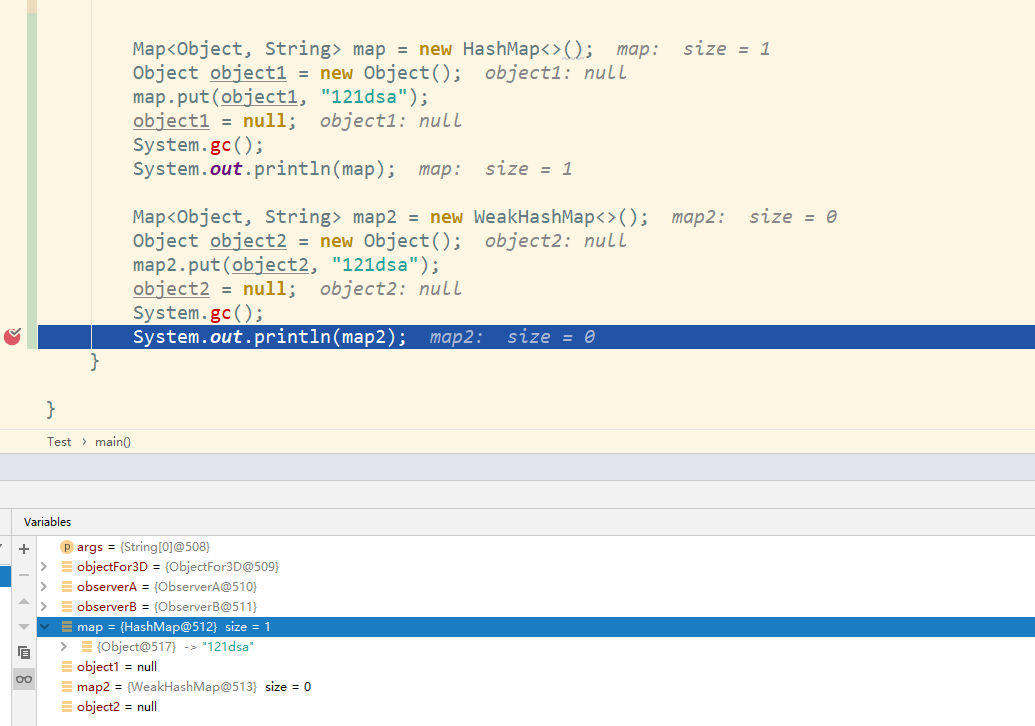 Map<Object, String> map = new HashMap<>(); map: size = 1
Object object1 = new Object(); object1: null
map.put(object1, "121dsa");
object1 = null; object1: null
System.gc();
System.out.println(map); map: size = 1
Map<Object, String> map2 = new WeakHashMap<>(); map2: size = 0
Object object2 = new Object(); object2: null
map2.put(object2, "121dsa");
object2 = null; object2: null
System.gc();
System.out.println(map2); map2: size = 0
}
}
Test › main()
Variables
p args = {String[0]@508}
objectFor3D = {ObjectFor3D@509}
observerA = {ObserverA@510}
observerB = {ObserverB@511}
map = {HashMap@512} size = 1
{Object@517} -> "121dsa"
object1 = null
map2 = {WeakHashMap@513} size = 0
object2 = null